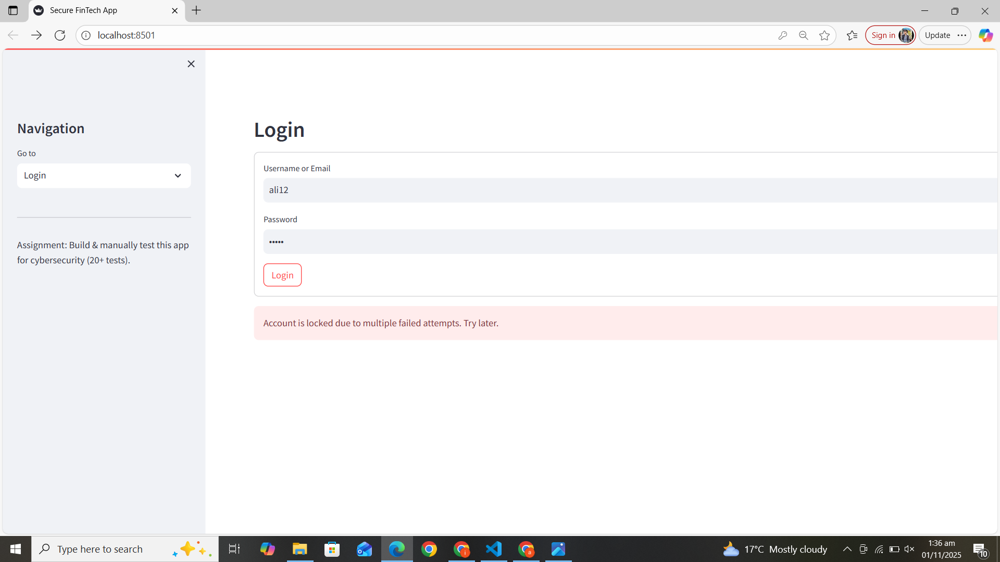 Secure FinTech App
localhost:8501
Sign in
Update
Navigation
Go to
Login
Assignment: Build & manually test this app
for cybersecurity (20+ tests).
Login
Username or Email
ali12
Password
•••••
Login
Account is locked due to multiple failed attempts. Try later.
Type here to search
17°C Mostly cloudy
1:36 am
01/11/2025
10